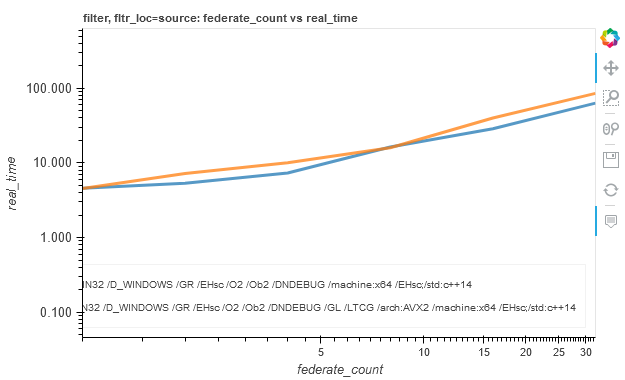 filter, fltr_loc=source: federate_count vs real_time
100.000
10.000
1.000
0.100
real_time
IN32 /D_WINDOWS /GR /EHsc /O2 /Ob2 /DNDEBUG /machine:x64 /EHsc;/std:c++14
N32 /D_WINDOWS /GR /EHsc /O2 /Ob2 /DNDEBUG /GL /LTCG /arch:AVX2 /machine:x64 /EHsc;/std:c++14
5 10 15 20 25 30
federate_count